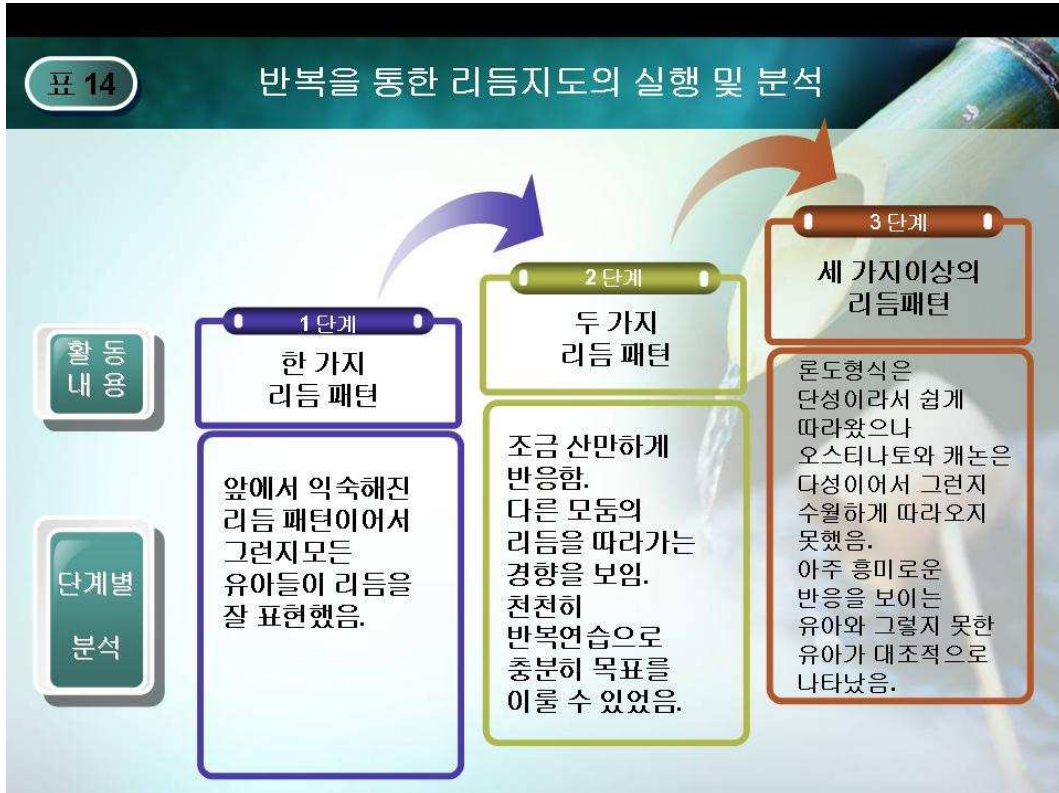 표 14
반복을 통한 리듬지도의 실행 및 분석
활동
내용
1 단계
한 가지
리듬 패턴
2 단계
두 가지
리듬 패턴
3 단계
세 가지이상의
리듬패턴
단계별
분석
앞에서 익숙해진
리듬 패턴이어서
그런지모든
유아들이 리듬을
잘 표현했음.
조금 산만하게
반응함.
다른 모둠의
리듬을 따라가는
경향을 보임.
천천히
반복연습으로
충분히 목표를
이룰 수 있었음.
론도형식은
단성이라서 쉽게
따라왔으나
오스티나토와 캐논은
다성이어서 그런지
수월하게 따라오지
못했음.
아주 흥미로운
반응을 보이는
유아와 그렇지 못한
유아가 대조적으로
나타났음.